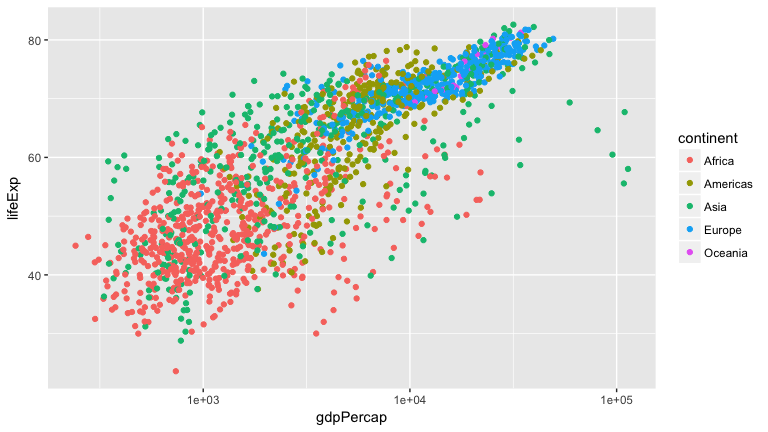 80
60
40
lifeExp
1e+03
1e+04
1e+05
gdpPercap
continent
Africa
Americas
Asia
Europe
Oceania